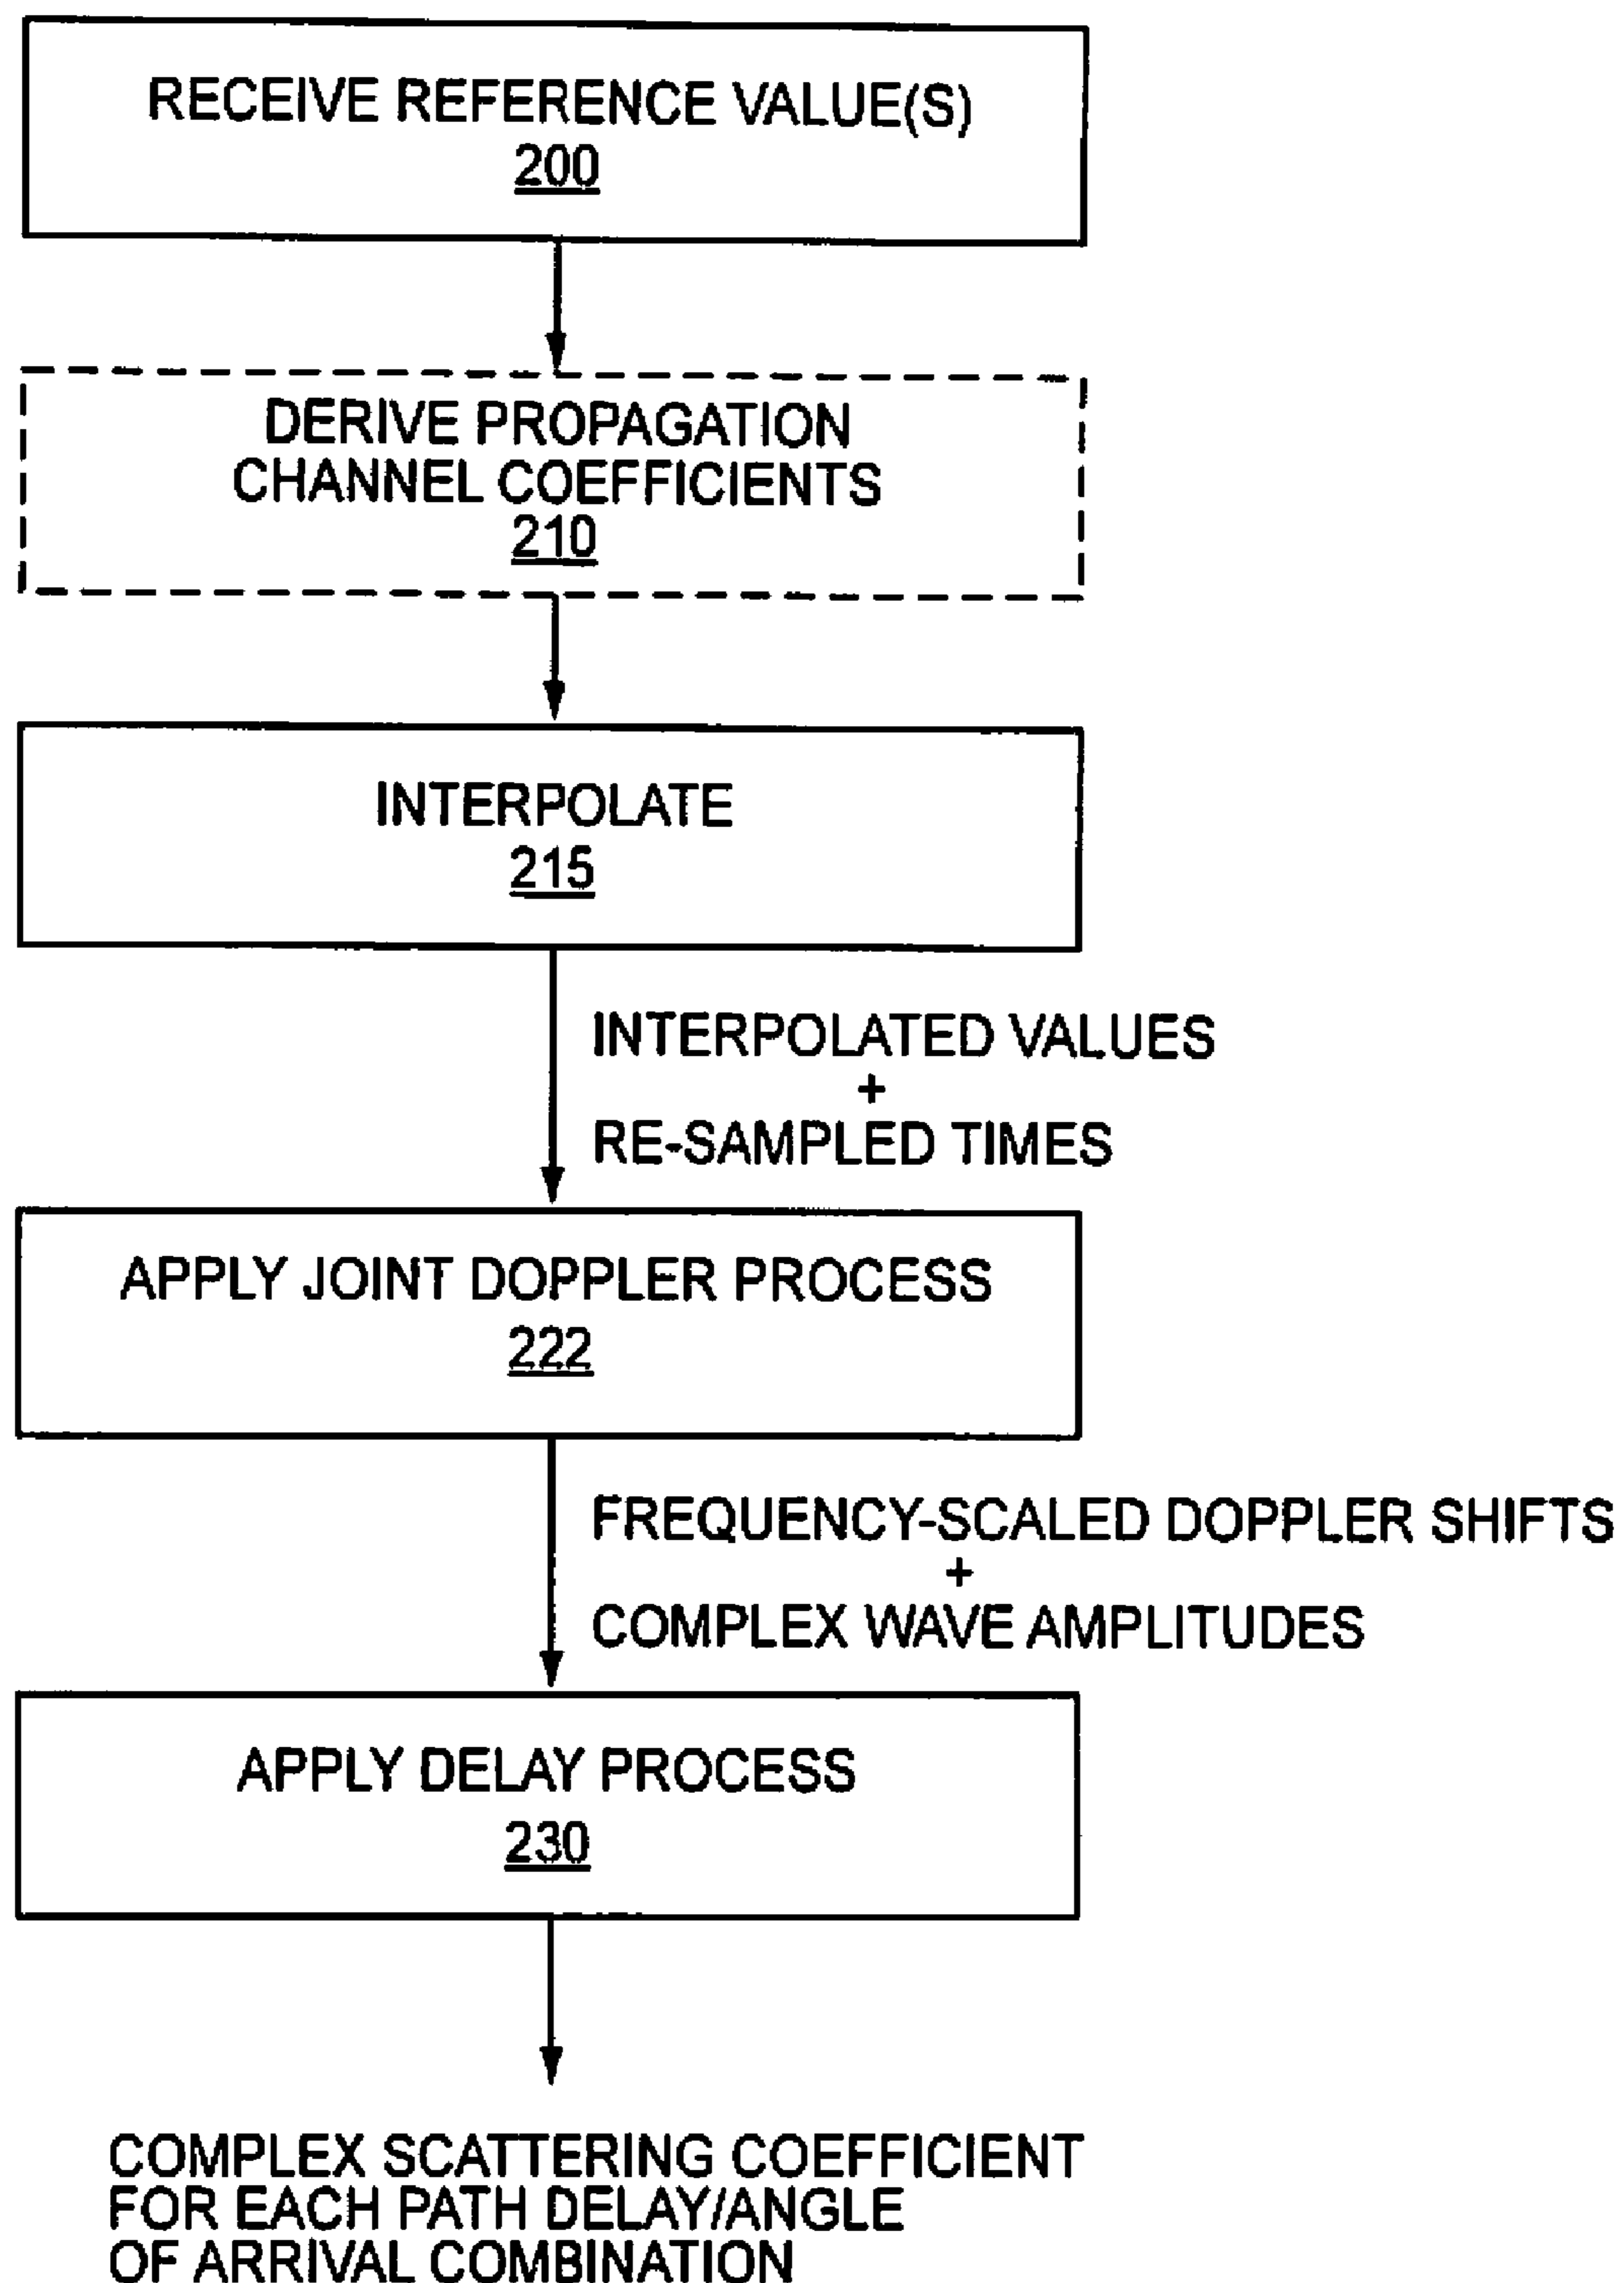 RECEIVE REFERENCE VALUE(S)
200
DERIVE PROPAGATION
CHANNEL COEFFICIENTS
210
INTERPOLATE
215
INTERPOLATED VALUES
+
RE-SAMPLED TIMES
APPLY JOINT DOPPLER PROCESS
222
FREQUENCY-SCALED DOPPLER SHIFTS
+
COMPLEX WAVE AMPLITUDES
APPLY DELAY PROCESS
230
COMPLEX SCATTERING COEFFICIENT
FOR EACH PATH DELAY/ANGLE
OF ARRIVAL COMBINATION